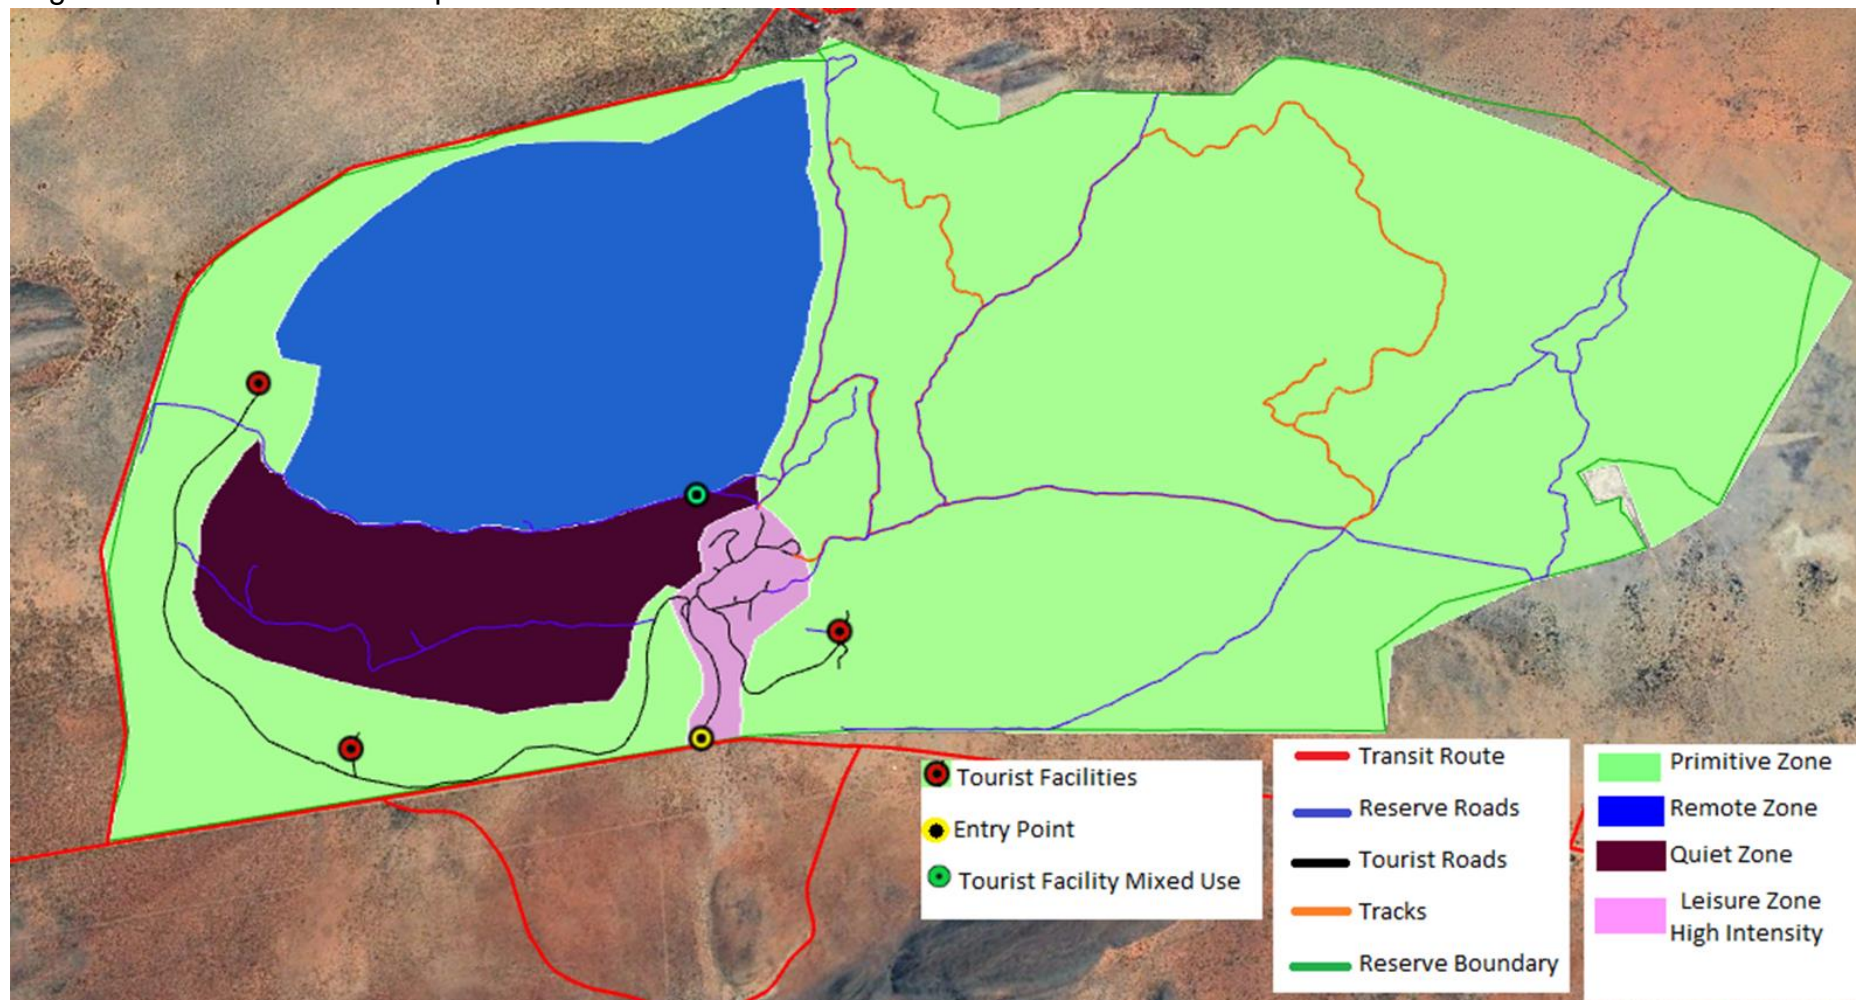 Tourist Facilities
Entry Point
Tourist Facility Mixed Use
Transit Route
Reserve Roads
Tourist Roads
Tracks
Reserve Boundary
Primitive Zone
Remote Zone
Quiet Zone
Leisure Zone
High Intensity